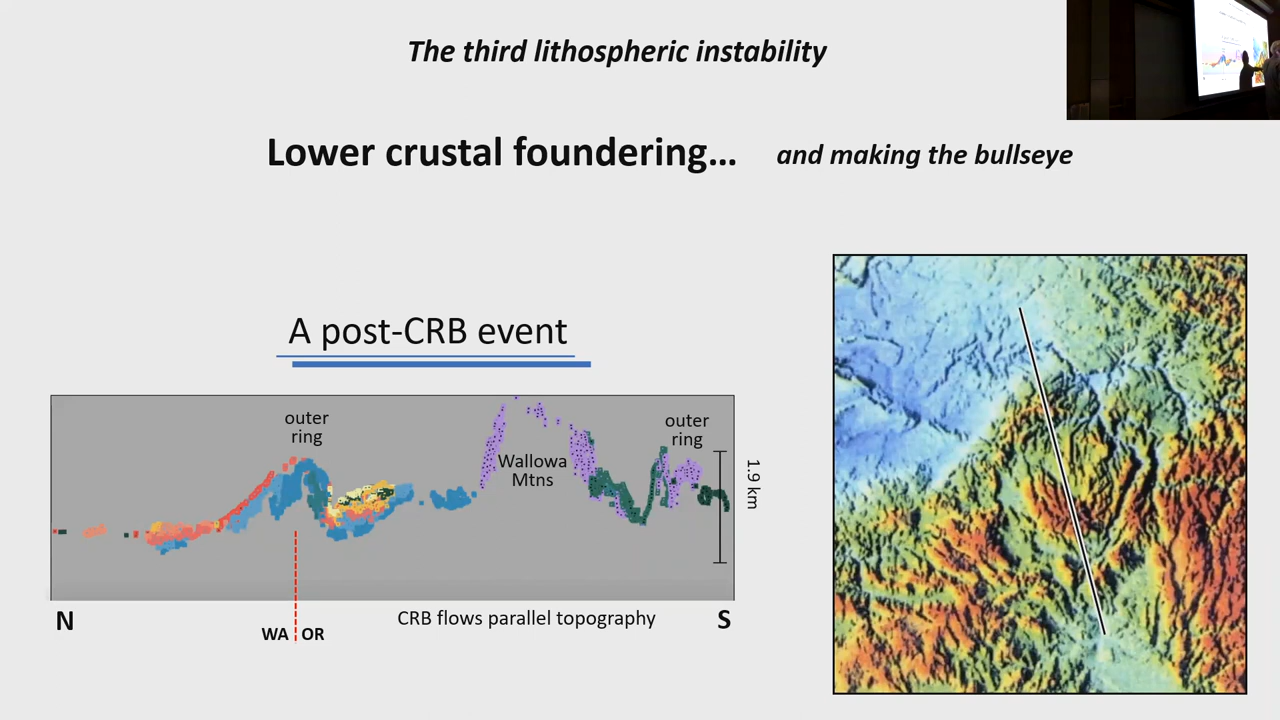 The third lithospheric instability
Lower crustal foundering… and making the bullseye
A post-CRB event
outer
ring
Wallowa
Mtns
outer
ring
1.9 km
N
WA OR
CRB flows parallel topography
S